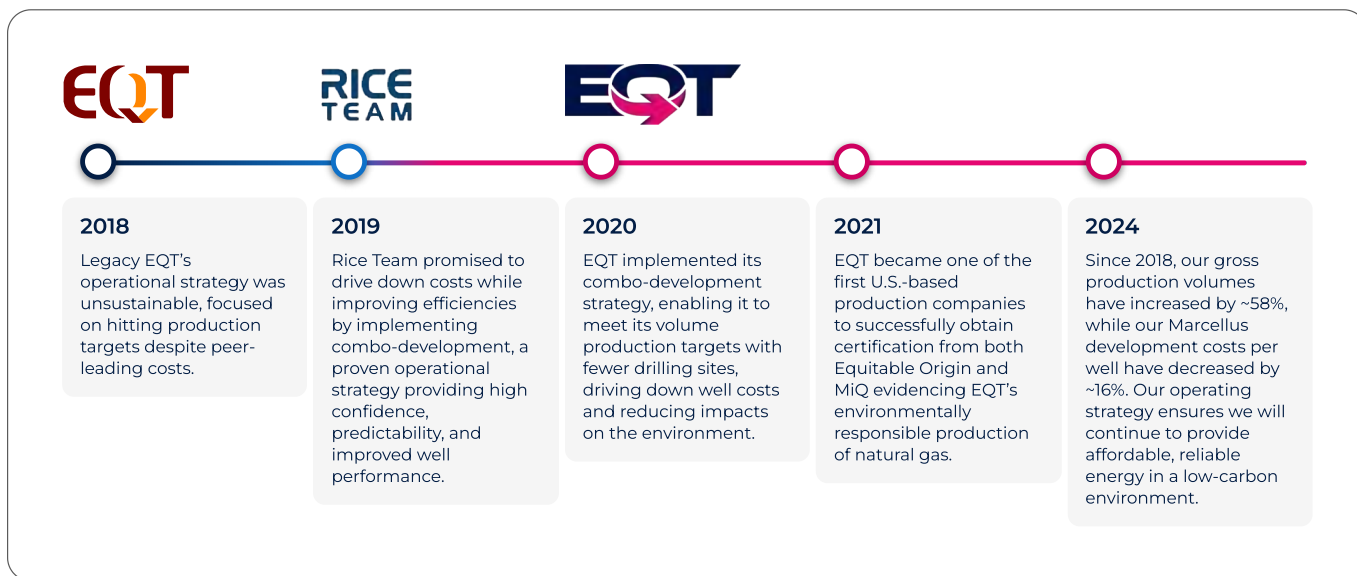 EQT
RICE
TEAM
EQT
2018
Legacy EQT’s
operational strategy was
unsustainable, focused
on hitting production
targets despite peer-
leading costs.
2019
Rice Team promised to
drive down costs while
improving efficiencies
by implementing
combo-development, a
proven operational
strategy providing high
confidence,
predictability, and
improved well
performance.
2020
EQT implemented its
combo-development
strategy, enabling it to
meet its volume
production targets with
fewer drilling sites,
driving down well costs
and reducing impacts
on the environment.
2021
EQT became one of the
first U.S.-based
production companies
to successfully obtain
certification from both
Equitable Origin and
MiQ evidencing EQT’s
environmentally
responsible production
of natural gas.
2024
Since 2018, our gross
production volumes
have increased by ~58%,
while our Marcellus
development costs per
well have decreased by
~16%. Our operating
strategy ensures we will
continue to provide
affordable, reliable
energy in a low-carbon
environment.